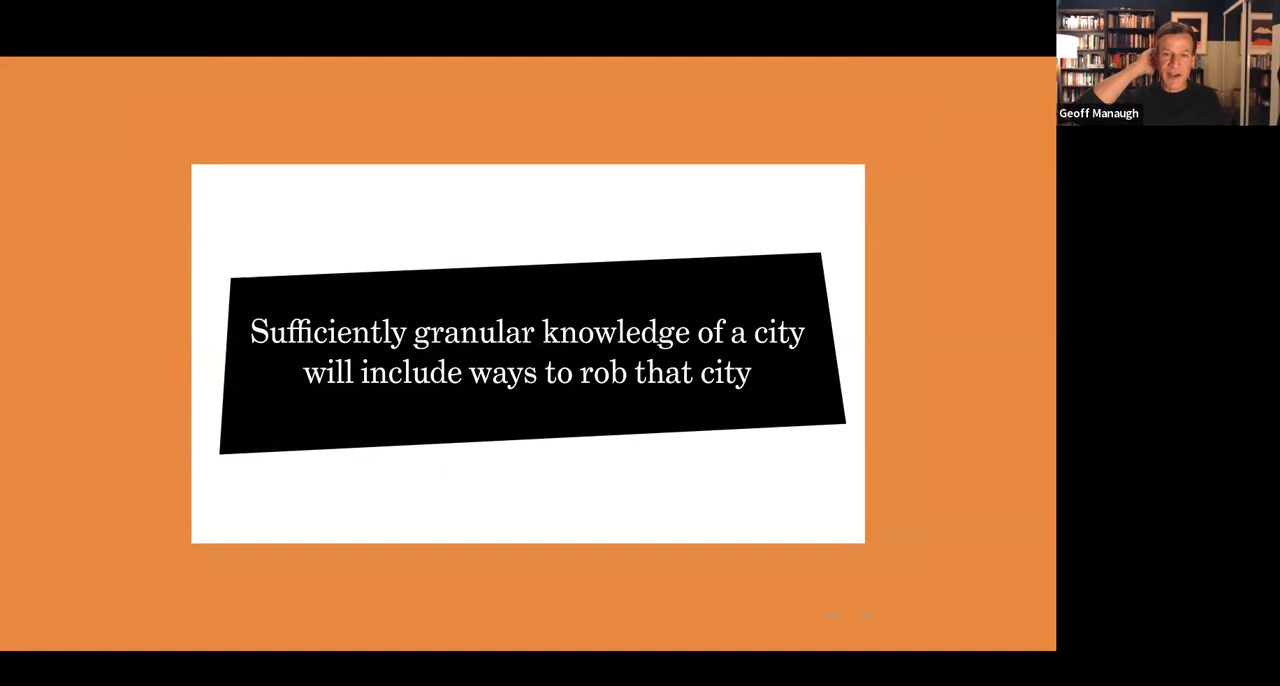 Sufficiently granular knowledge of a city
will include ways to rob that city
Geoff Manaugh